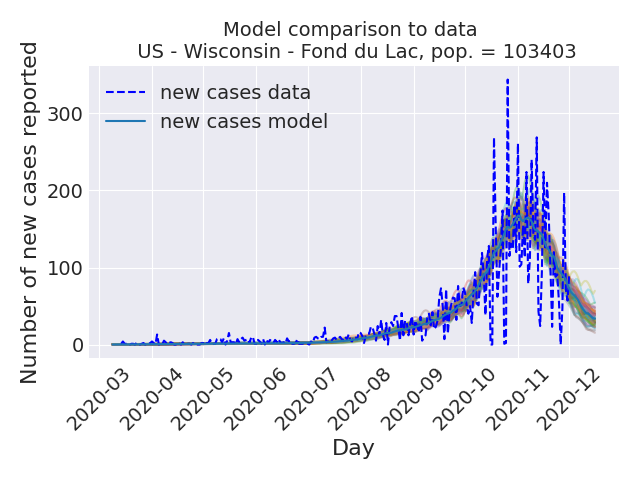 Model comparison to data
US - Wisconsin - Fond du Lac, pop. = 103403
Number of new cases reported
300
200
100
0
new cases data
new cases model
2020-03
2020-04
2020-05
2020-06
2020-07
2020-08
2020-09
2020-10
2020-11
2020-12
Day